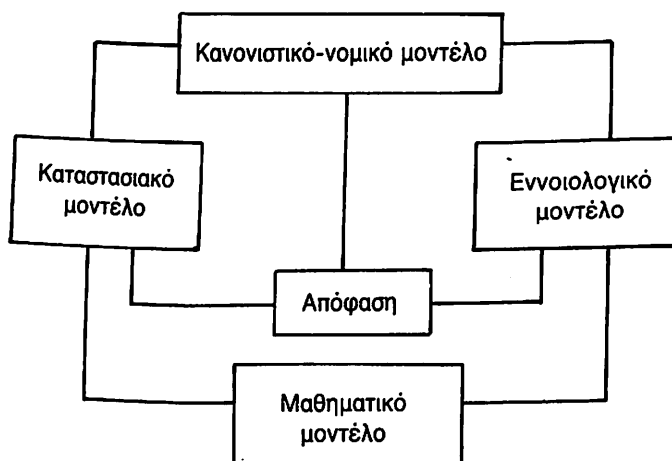 Κανονιστικό-νομικό μοντέλο
Καταστασιακό
μοντέλο
Εννοιολογικό
μοντέλο
Απόφαση
Μαθηματικό
μοντέλο